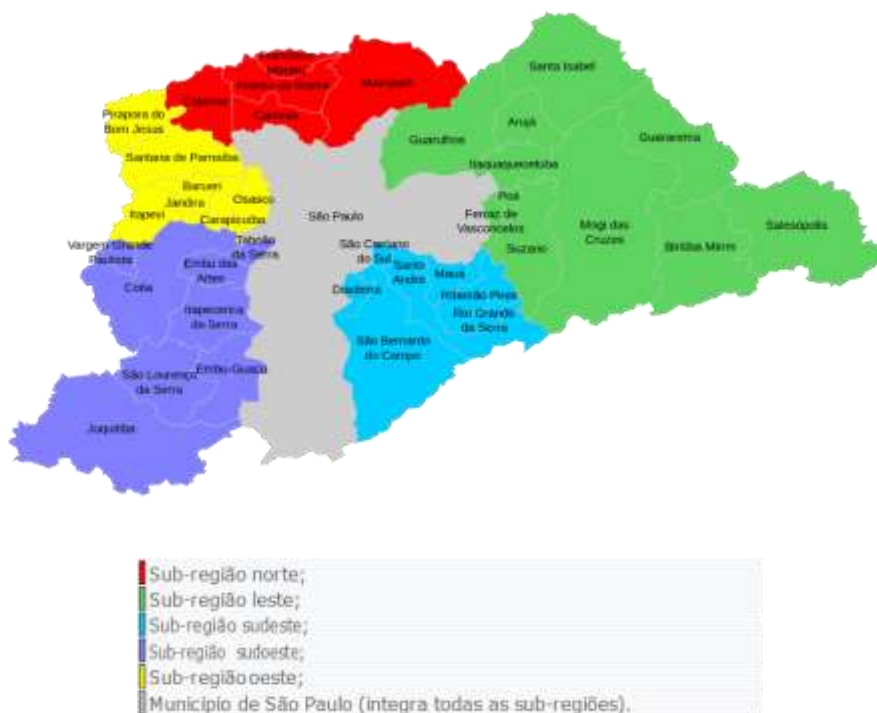 Santa Isabel
Mairiporã
Cajamar
Caieiras
Pirapora do
Bom Jesus
Arujá
Guarulhos
Guararema
Santana de Parnaíba
Itaquaquecetuba
Barueri
Jandira
Osasco
Itapevi
Carapicuíba
São Paulo
Poá
Ferraz de
Vasconcelos
Mogi das
Cruzes
Salesópolis
Suzano
Biritiba Mirim
Vargem Grande
Paulista
Taboão
da Serra
São Caetano
do Sul
Santo
André
Mauá
Embu das
Artes
Cotia
Diadema
Ribeirão Pires
Rio Grande
da Serra
Itapecerica
da Serra
São Bernardo
do Campo
São Lourenço
da Serra
Embu-Guaçu
Juquitiba
Sub-região norte;
Sub-região leste;
Sub-região sudeste;
Sub-região sudoeste;
Sub-região oeste;
Município de São Paulo (integra todas as sub-regiões).